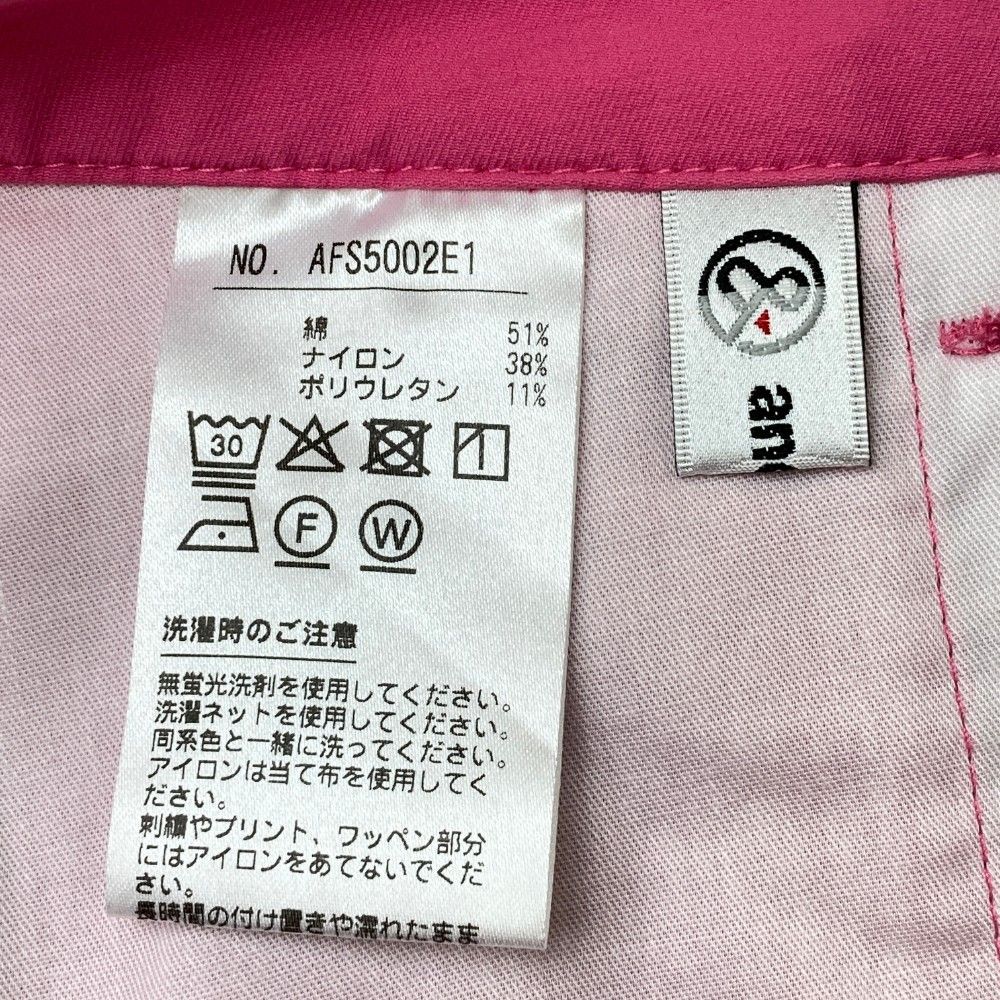 NO. AFS5002E1
綿 51%
ナイロン 38%
ポリウレタン 11%
30
1
F W
洗濯時のご注意
無蛍光洗剤を使用してください。
洗濯ネットを使用してください。
同系色と一緒に洗ってください。
アイロンは当て布を使用してく
ださい。
刺繍やプリント、ワッペン部分
にはアイロンをあてないでくだ
さい。
長時間の付け置きや濡れたまま
and